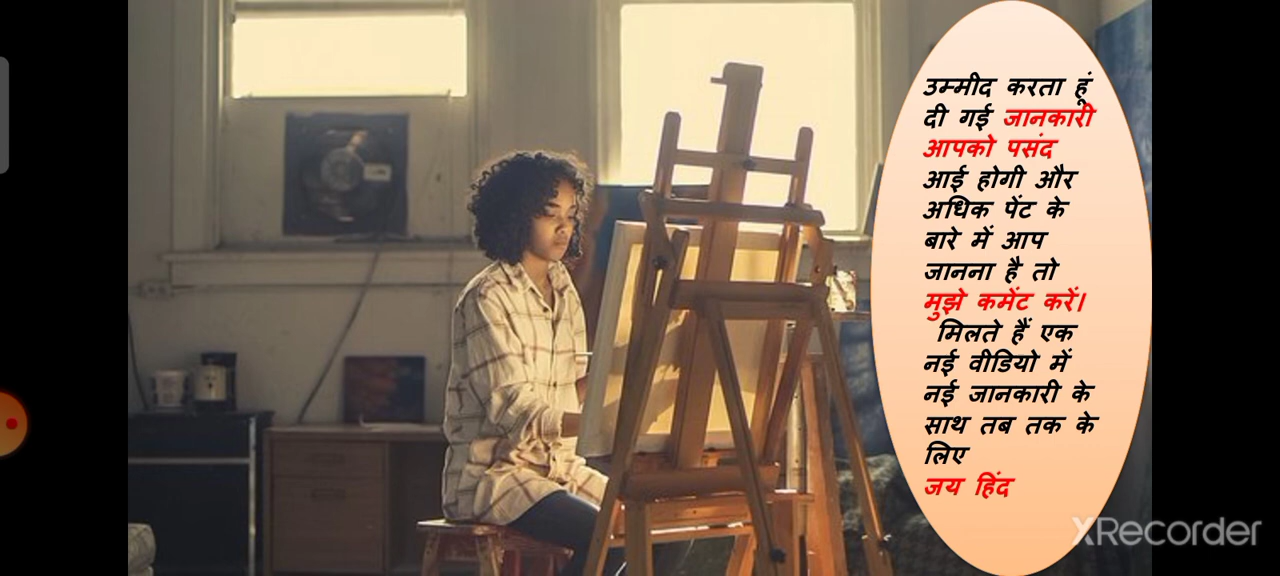 उम्मीद करता हूं
दी गई जानकारी
आपको पसंद
आई होगी और
अधिक पेंट के
बारे में आप
जानना है तो
मुझे कमेंट करें।
मिलते हैं एक
नई वीडियो में
नई जानकारी के
साथ तब तक के
लिए
जय हिंद
XRecorder